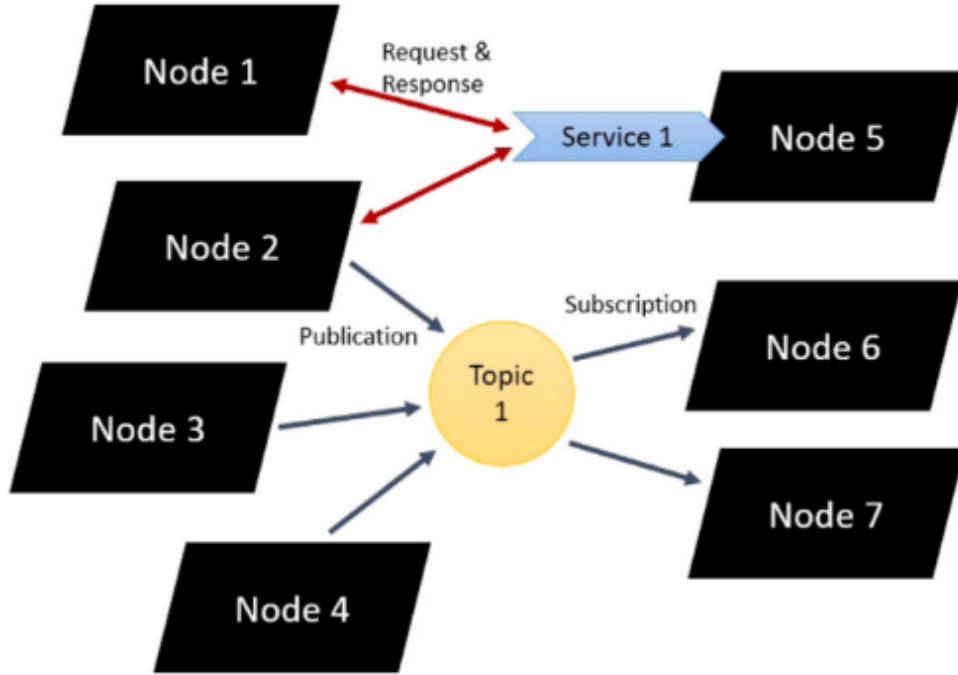 Node 1
Request &
Response
Service 1
Node 5
Node 2
Publication
Subscription
Topic
1
Node 6
Node 3
Node 7
Node 4